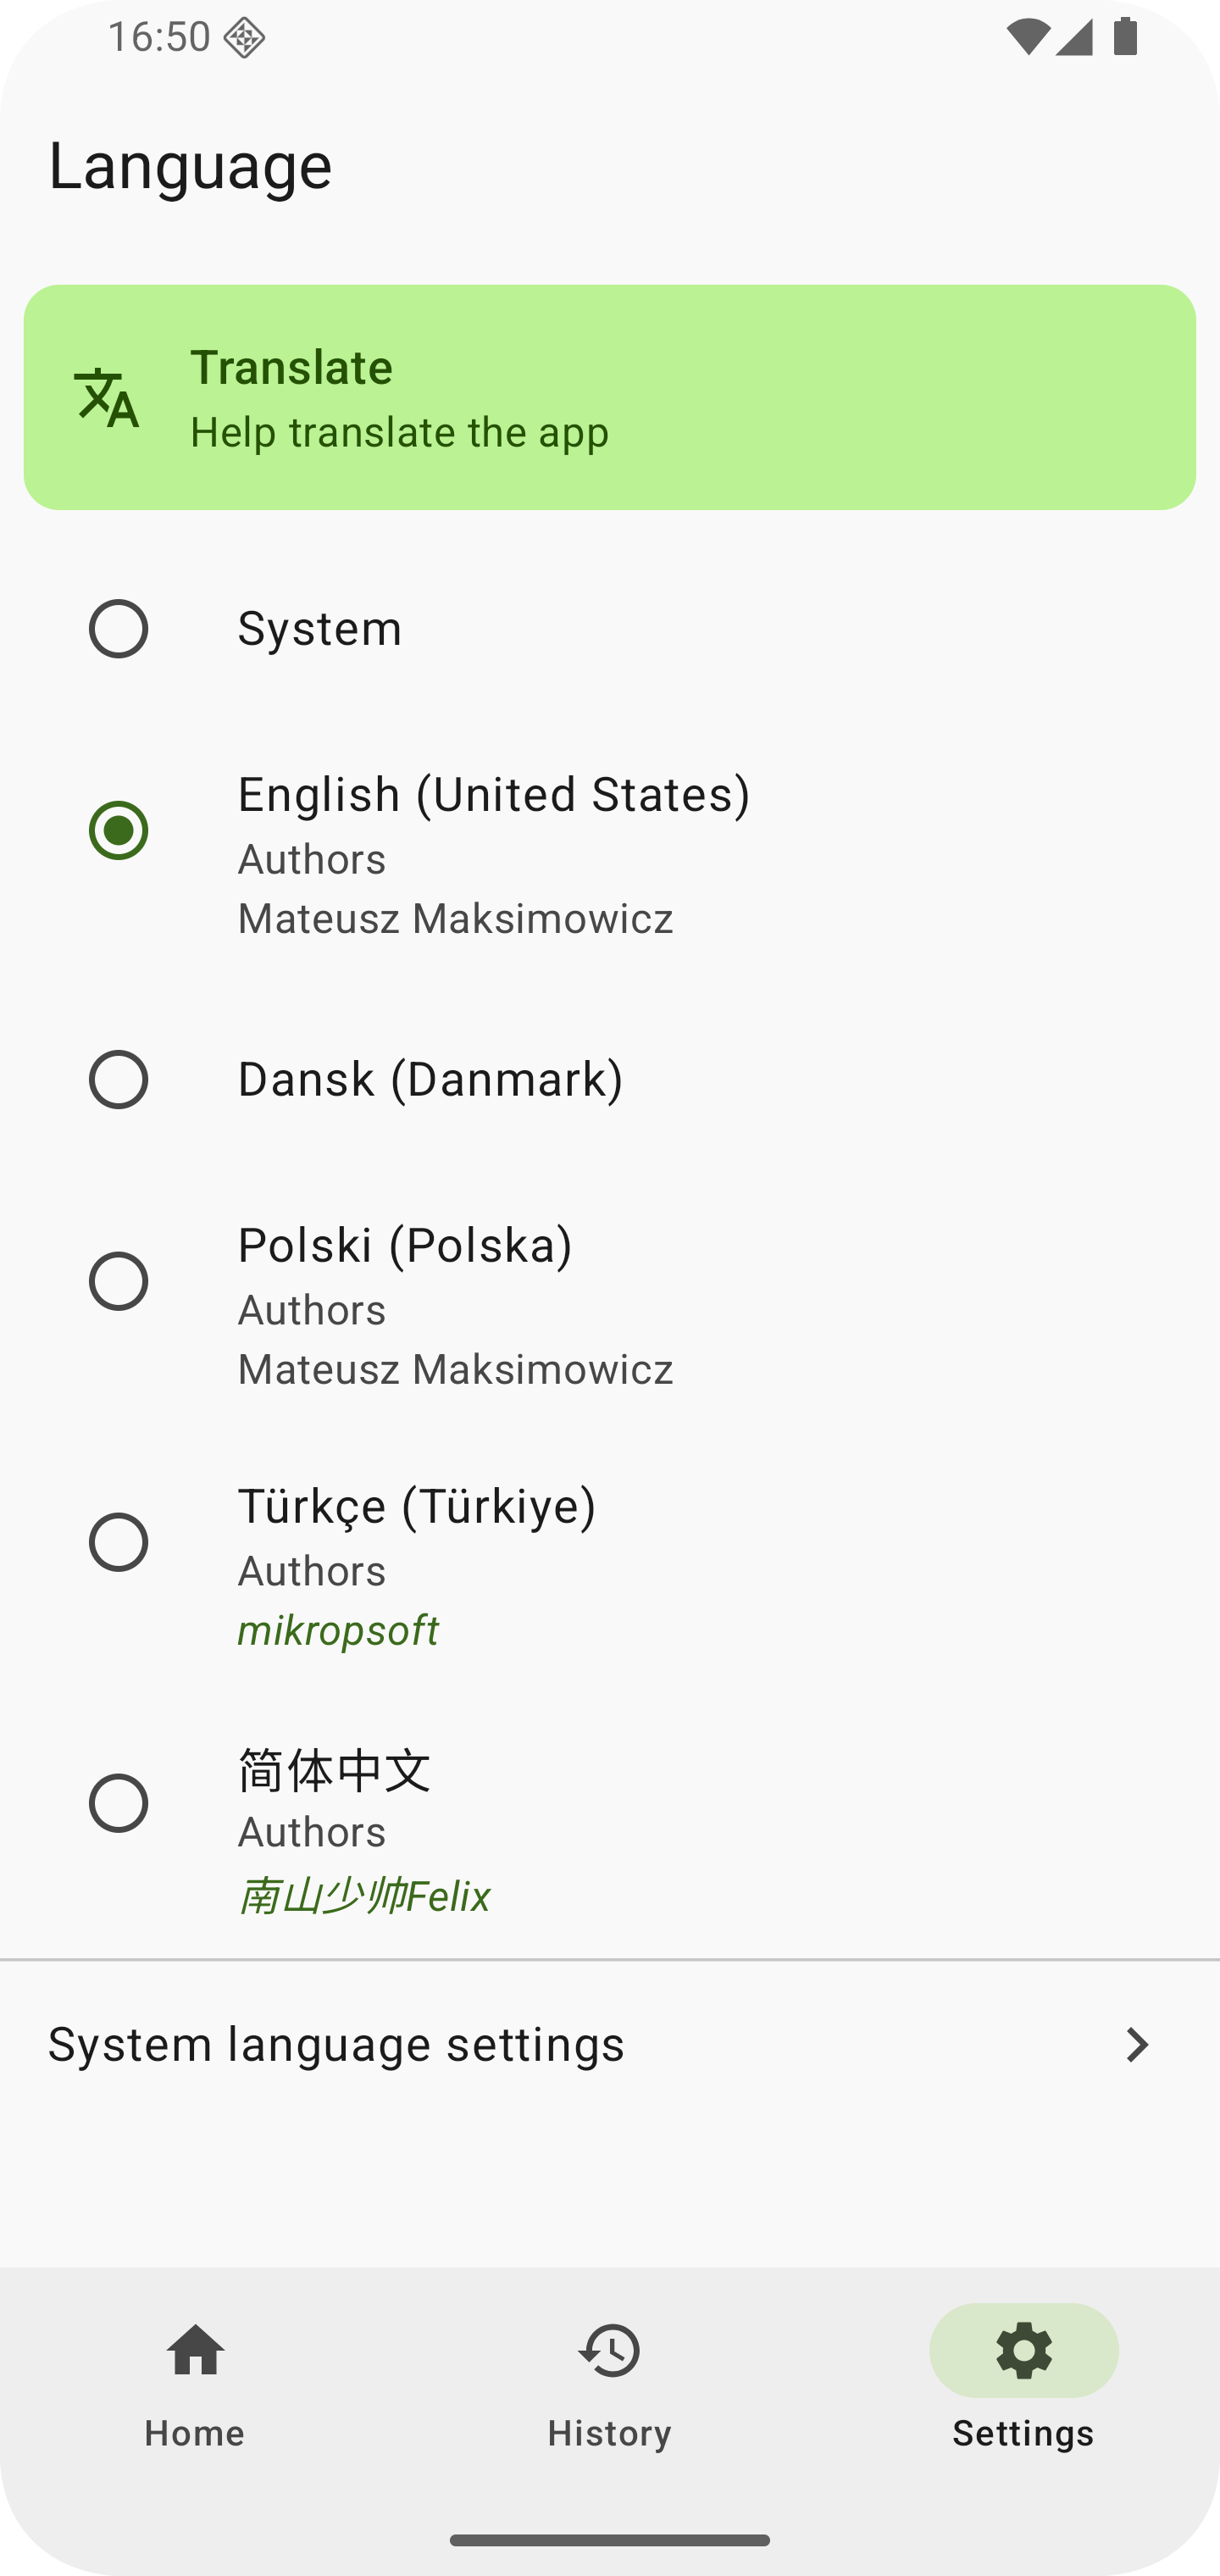 16:50
Language
Translate
Help translate the app
System
English (United States)
Authors
Mateusz Maksimowicz
Dansk (Danmark)
Polski (Polska)
Authors
Mateusz Maksimowicz
Türkçe (Türkiye)
Authors
mikropsoft
简体中文
Authors
南山少帅Felix
System language settings
Home
History
Settings